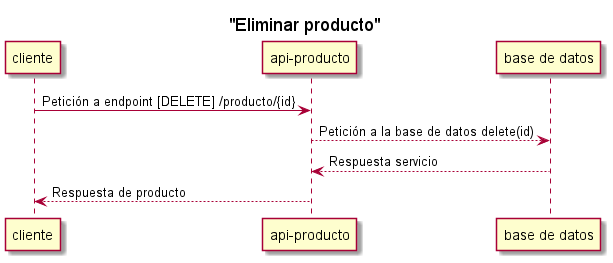 "Eliminar producto"
cliente
api-producto
base de datos
Petición a endpoint [DELETE] /producto/{id}
Petición a la base de datos delete(id)
Respuesta servicio
Respuesta de producto
cliente
api-producto
base de datos